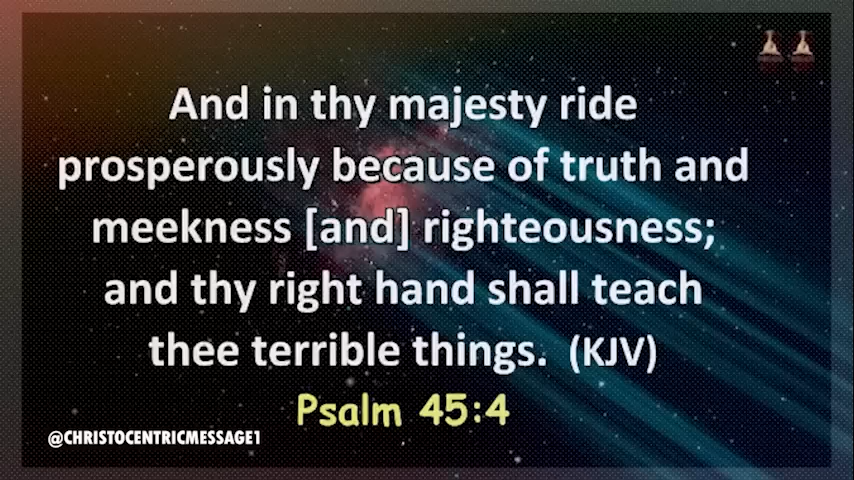 And in thy majesty ride
prosperously because of truth and
meekness [and] righteousness;
and thy right hand shall teach
thee terrible things. (KJV)
Psalm 45:4
@CHRISTOCENTRICMESSAGE1